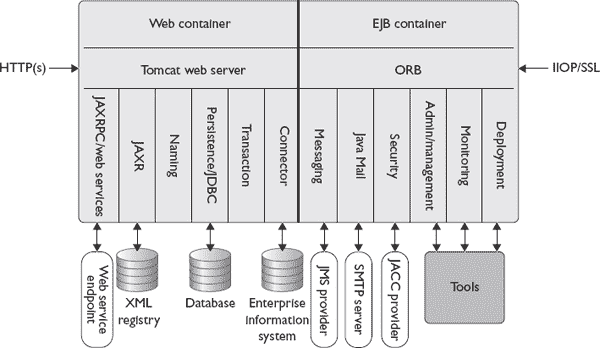 Web container
EJB container
HTTP(s)
Tomcat web server
ORB
IIOP/SSL
JAXRPC/web services
JAXR
Naming
Persistence/JDBC
Transaction
Connector
Messaging
Java Mail
Security
Admin/management
Monitoring
Deployment
Web service
endpoint
XML
registry
Database
Enterprise
information
system
JMS provider
SMTP server
JACC provider
Tools